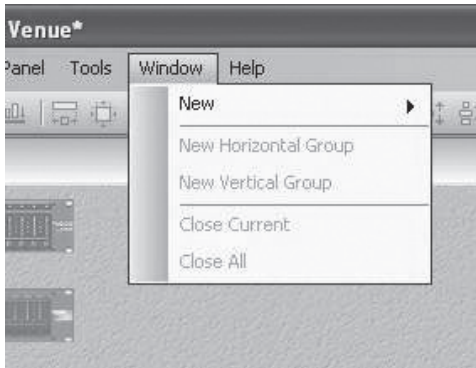 Venue*
Panel Tools Window Help
New
New Horizontal Group
New Vertical Group
Close Current
Close All